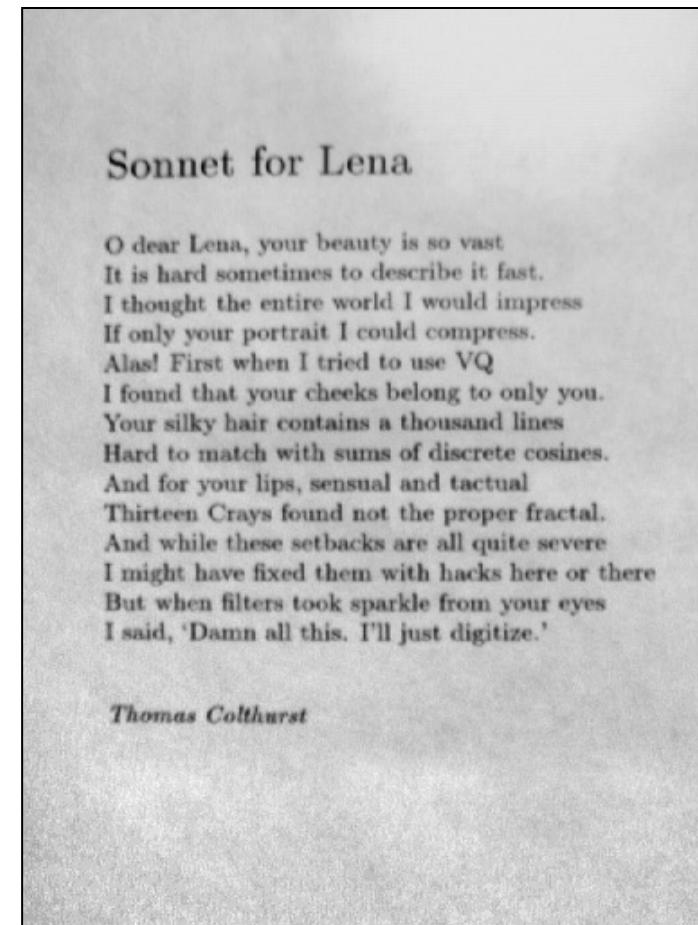 Sonnet for Lena
O dear Lena, your beauty is so vast
It is hard sometimes to describe it fast.
I thought the entire world I would impress
If only your portrait I could compress.
Alas! First when I tried to use VQ
I found that your cheeks belong to only you.
Your silky hair contains a thousand lines
Hard to match with sums of discrete cosines.
And for your lips, sensual and tactual
Thirteen Crays found not the proper fractal.
And while these setbacks are all quite severe
I might have fixed them with hacks here or there
But when filters took sparkle from your eyes
I said, ‘Damn all this. I'll just digitize.’
Thomas Colthurst